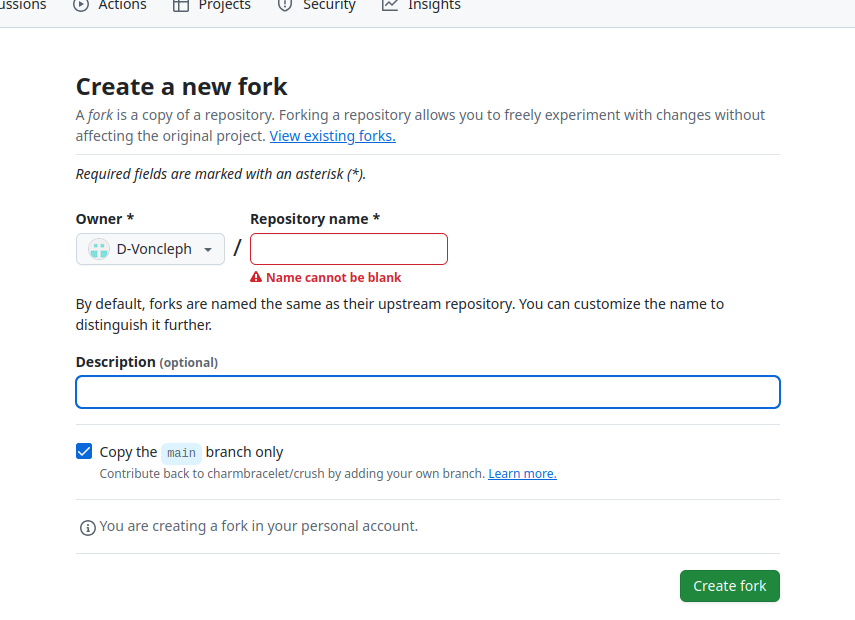 ussions Actions Projects Security Insights
Create a new fork
A fork is a copy of a repository. Forking a repository allows you to freely experiment with changes without
affecting the original project. View existing forks.
Required fields are marked with an asterisk (*).
Owner * Repository name *
D-Voncleph /
Name cannot be blank
By default, forks are named the same as their upstream repository. You can customize the name to
distinguish it further.
Description (optional)
Copy the main branch only
Contribute back to charmbracelet/crush by adding your own branch. Learn more.
You are creating a fork in your personal account.
Create fork